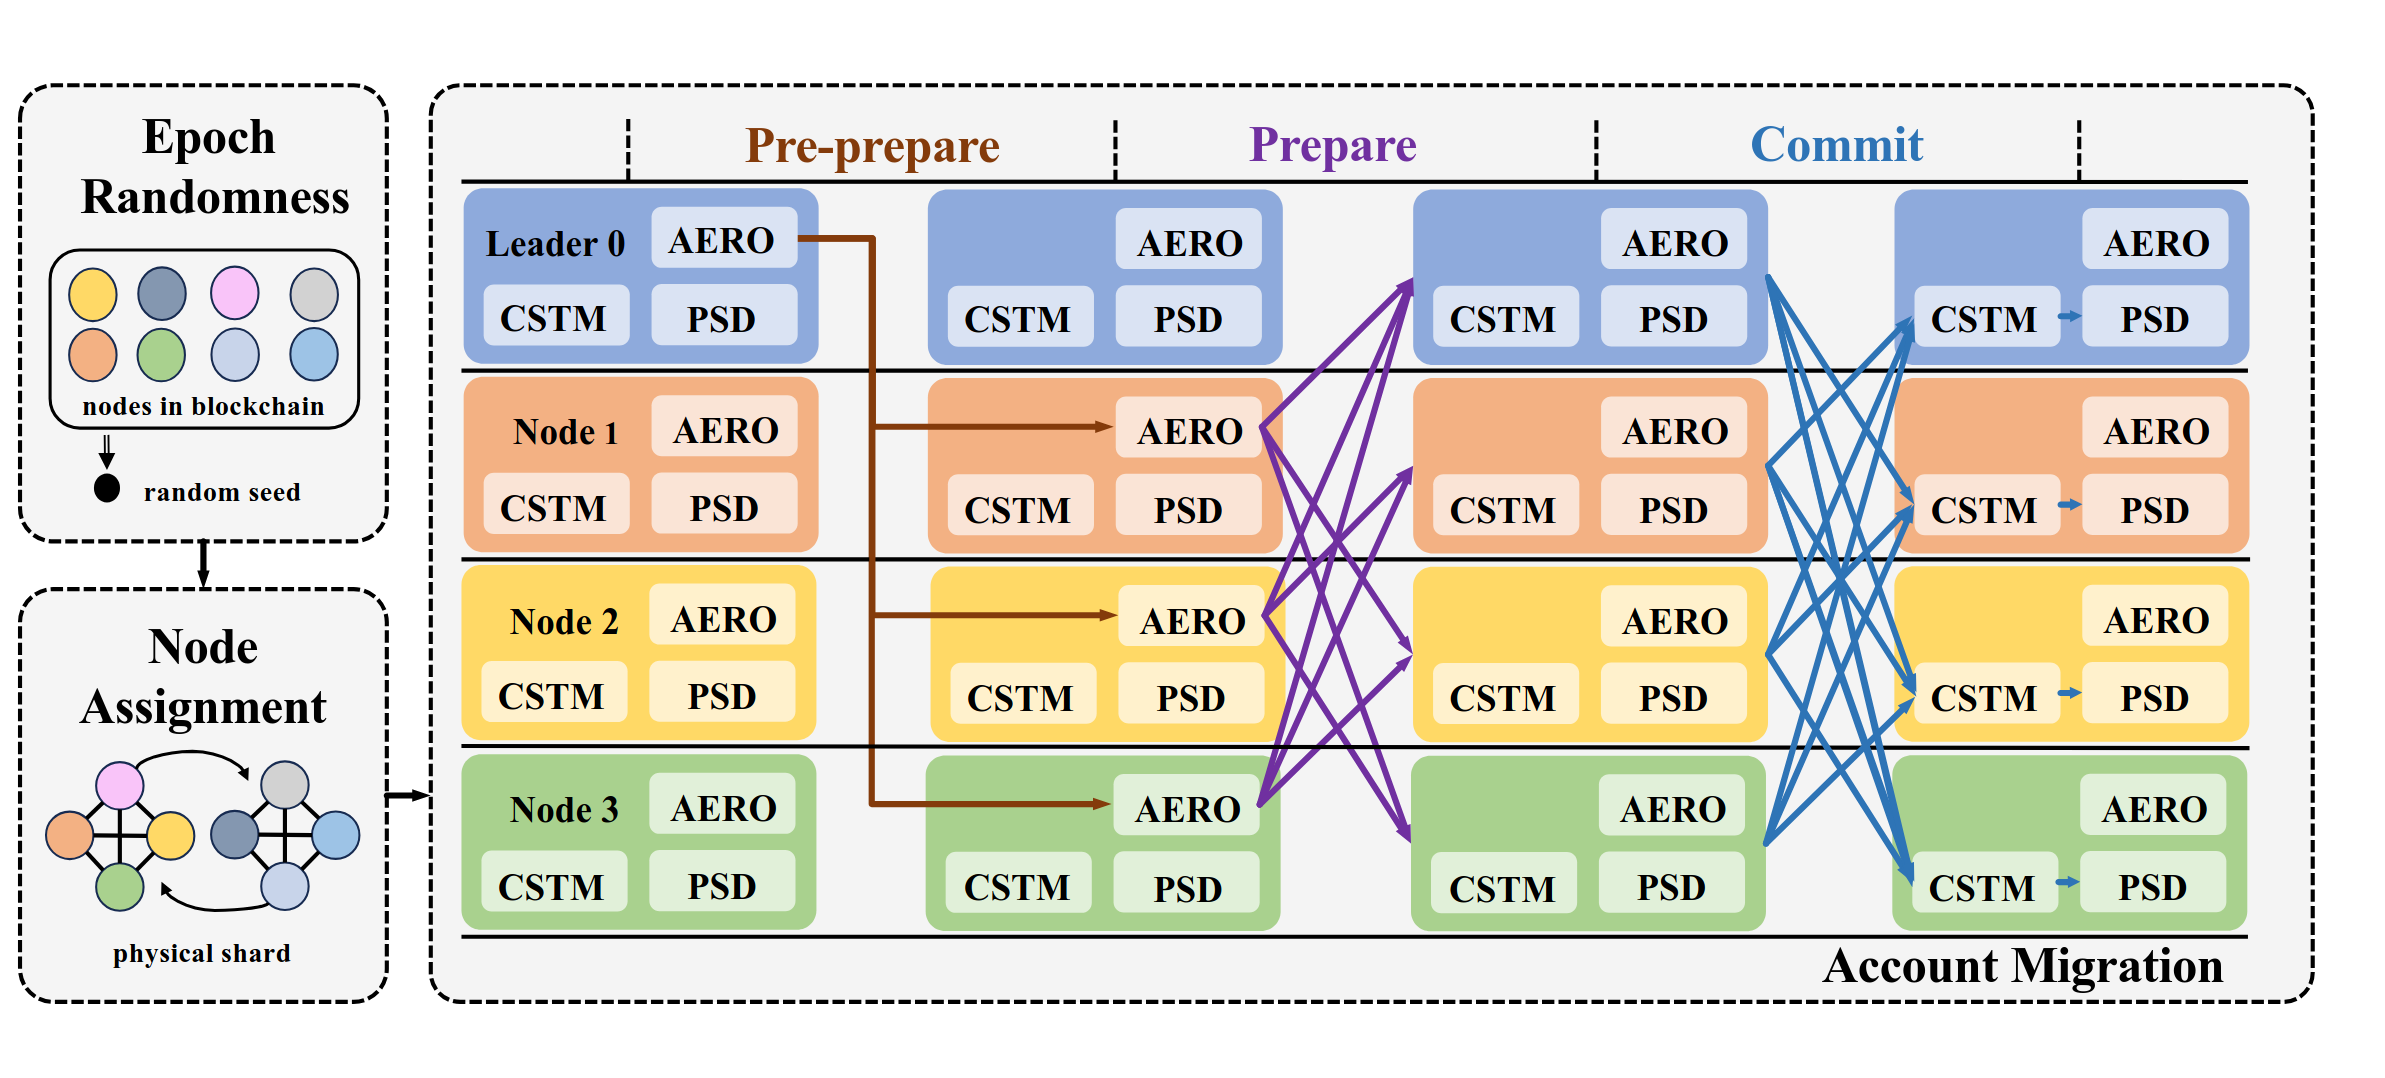 Epoch
Randomness
nodes in blockchain
random seed
Node
Assignment
physical shard
Pre-prepare
Prepare
Commit
Leader 0
AERO
CSTM
PSD
AERO
CSTM
PSD
AERO
CSTM
PSD
AERO
CSTM
PSD
Node 1
AERO
CSTM
PSD
AERO
CSTM
PSD
AERO
CSTM
PSD
AERO
CSTM
PSD
Node 2
AERO
CSTM
PSD
AERO
CSTM
PSD
AERO
CSTM
PSD
AERO
CSTM
PSD
Node 3
AERO
CSTM
PSD
AERO
CSTM
PSD
AERO
CSTM
PSD
AERO
CSTM
PSD
Account Migration